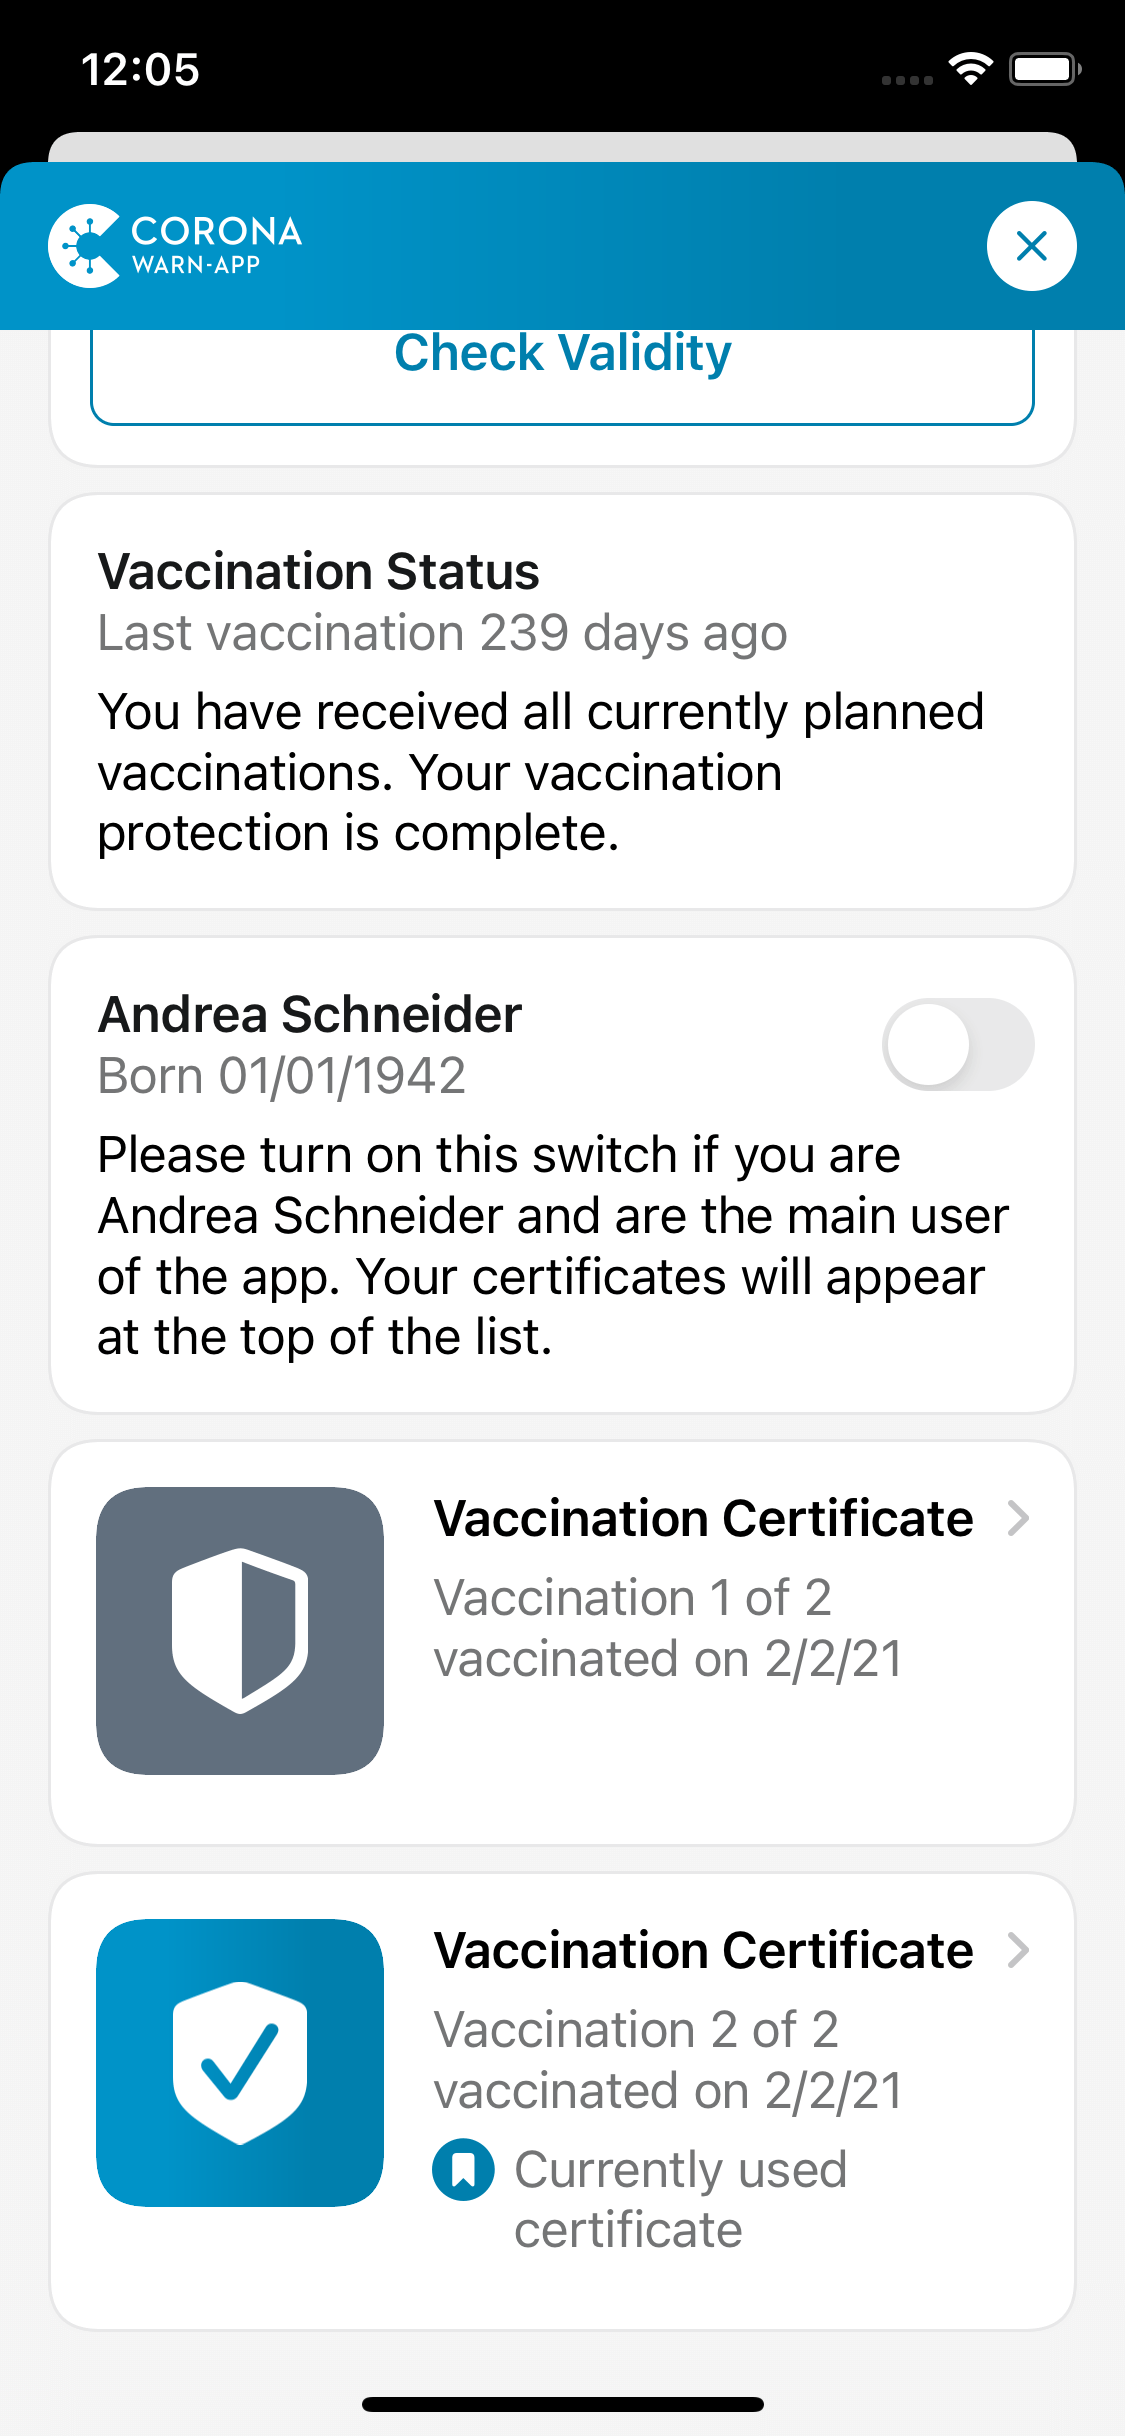 12:05
CORONA
WARN-APP
Check Validity
Vaccination Status
Last vaccination 239 days ago
You have received all currently planned
vaccinations. Your vaccination
protection is complete.
Andrea Schneider
Born 01/01/1942
Please turn on this switch if you are
Andrea Schneider and are the main user
of the app. Your certificates will appear
at the top of the list.
Vaccination Certificate
Vaccination 1 of 2
vaccinated on 2/2/21
Vaccination Certificate
Vaccination 2 of 2
vaccinated on 2/2/21
Currently used
certificate